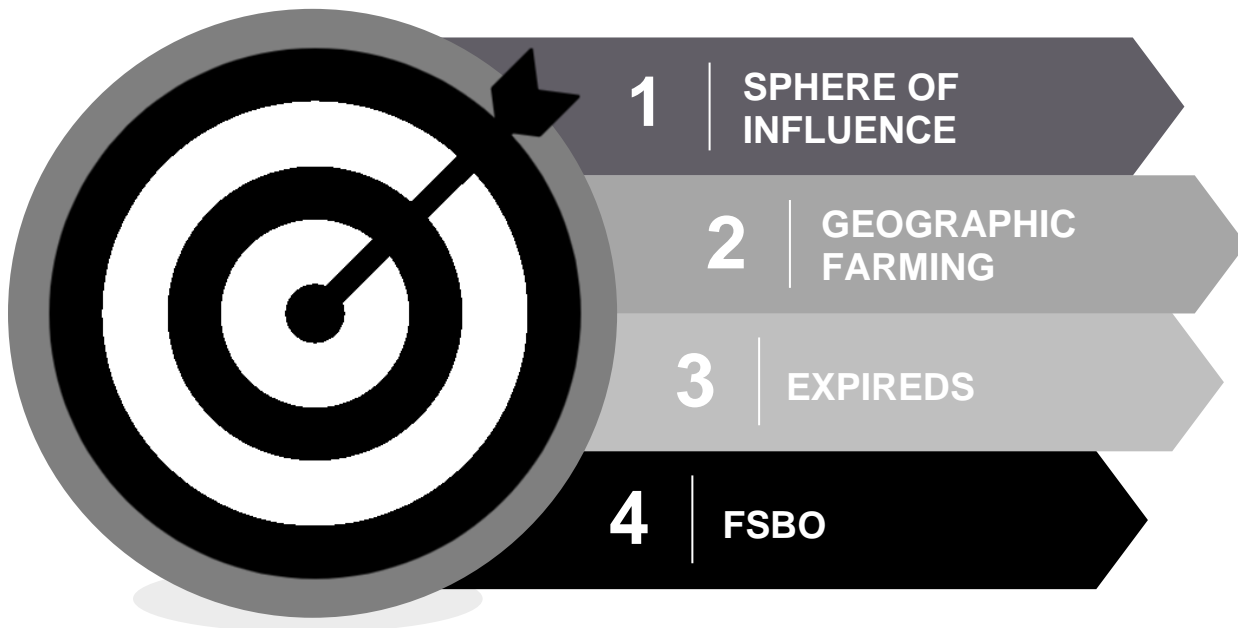 1
SPHERE OF
INFLUENCE
2
GEOGRAPHIC
FARMING
3
EXPIREDS
4
FSBO